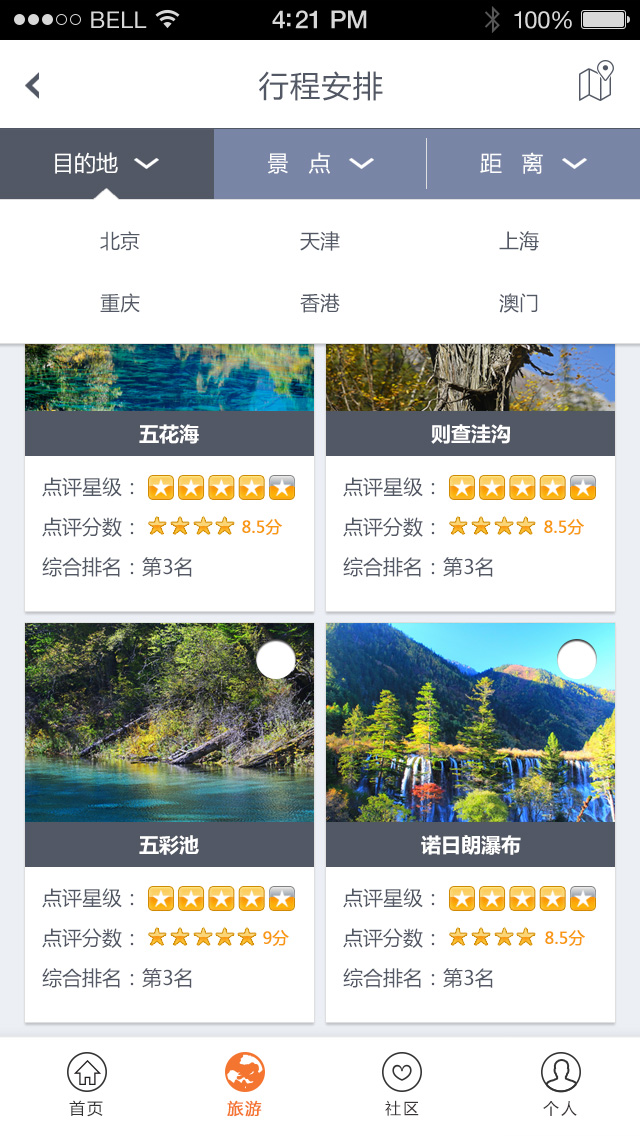 BELL 4:21 PM 100%
行程安排
目的地 景 点 距 离
北京 天津 上海
重庆 香港 澳门
五花海 则查洼沟
点评星级： 点评星级：
点评分数： 8.5分 点评分数： 8.5分
综合排名：第3名 综合排名：第3名
五彩池 诺日朗瀑布
点评星级： 点评星级：
点评分数： 9分 点评分数： 8.5分
综合排名：第3名 综合排名：第3名
首页 旅游 社区 个人